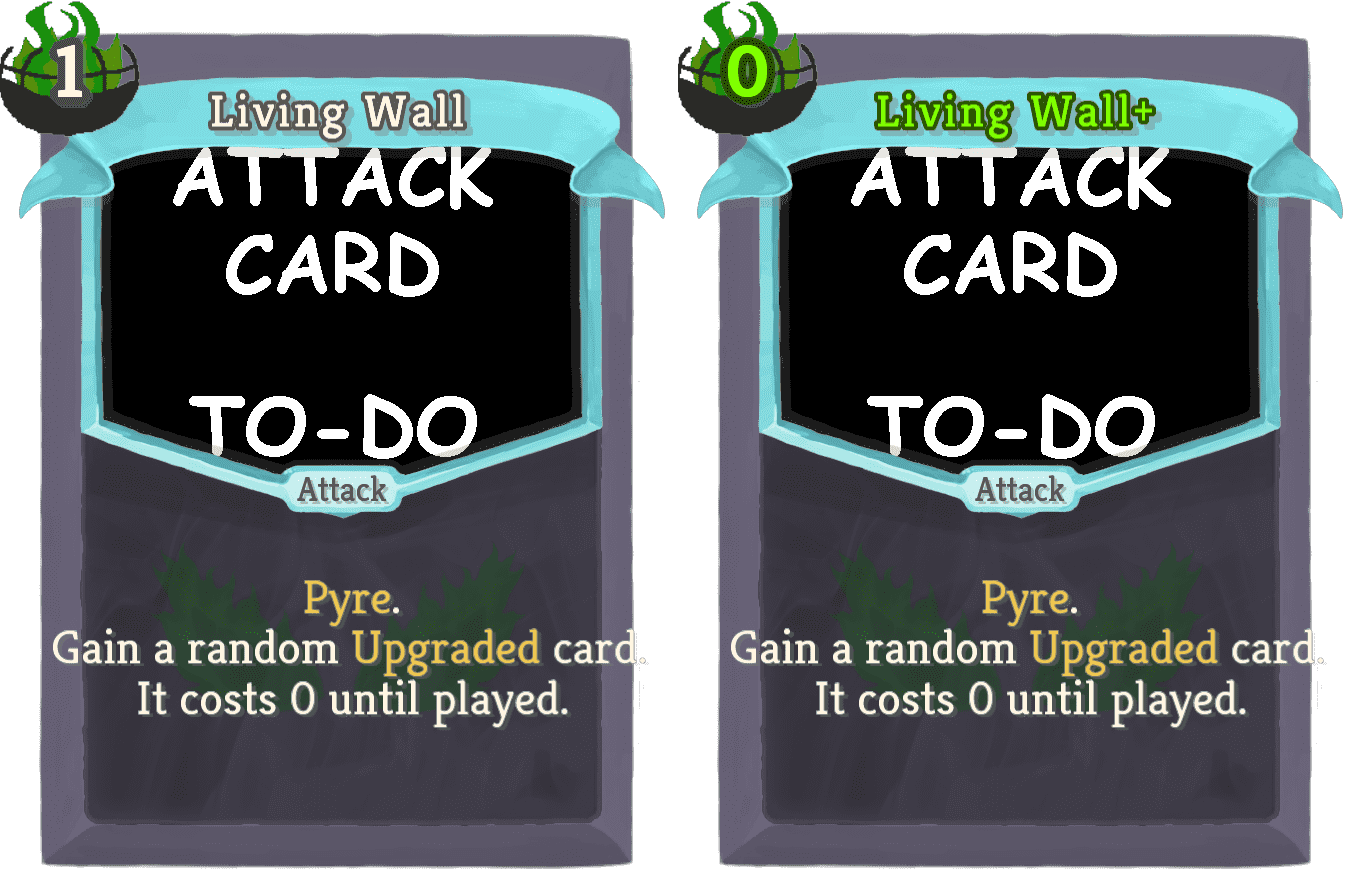 1
Living Wall
ATTACK
CARD
TO-DO
Attack
Pyre.
Gain a random Upgraded card.
It costs 0 until played.
0
Living Wall+
ATTACK
CARD
TO-DO
Attack
Pyre.
Gain a random Upgraded card.
It costs 0 until played.